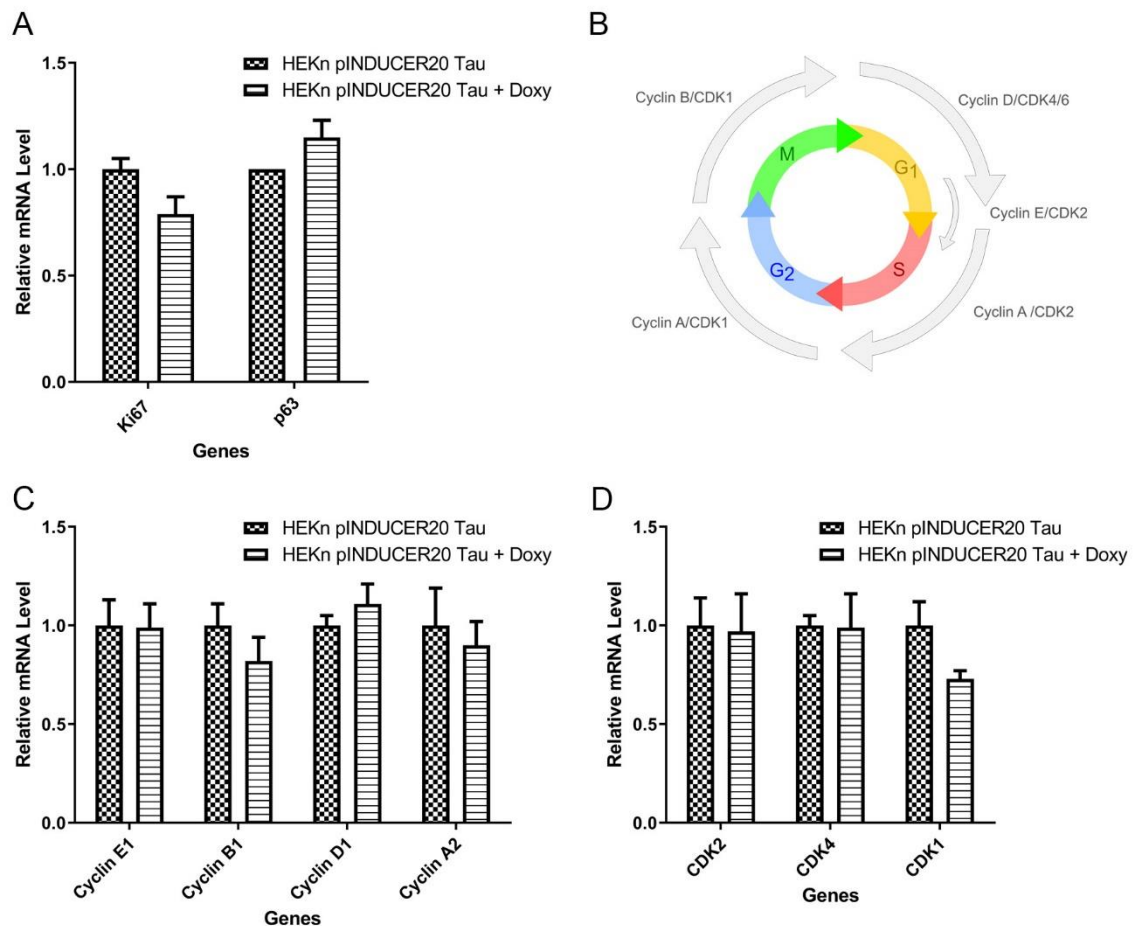 A
1.5
1.0
0.5
0.0
Relative mRNA Level
HEKn pINDUCER20 Tau
HEKn pINDUCER20 Tau + Doxy
Ki67
p63
Genes
B
Cyclin B/CDK1
Cyclin D/CDK4/6
M
G1
Cyclin E/CDK2
G2
S
Cyclin A/CDK1
Cyclin A /CDK2
C
1.5
1.0
0.5
0.0
Relative mRNA Level
HEKn pINDUCER20 Tau
HEKn pINDUCER20 Tau + Doxy
Cyclin E1
Cyclin B1
Cyclin D1
Cyclin A2
Genes
D
1.5
1.0
0.5
0.0
Relative mRNA Level
HEKn pINDUCER20 Tau
HEKn pINDUCER20 Tau + Doxy
CDK2
CDK4
CDK1
Genes